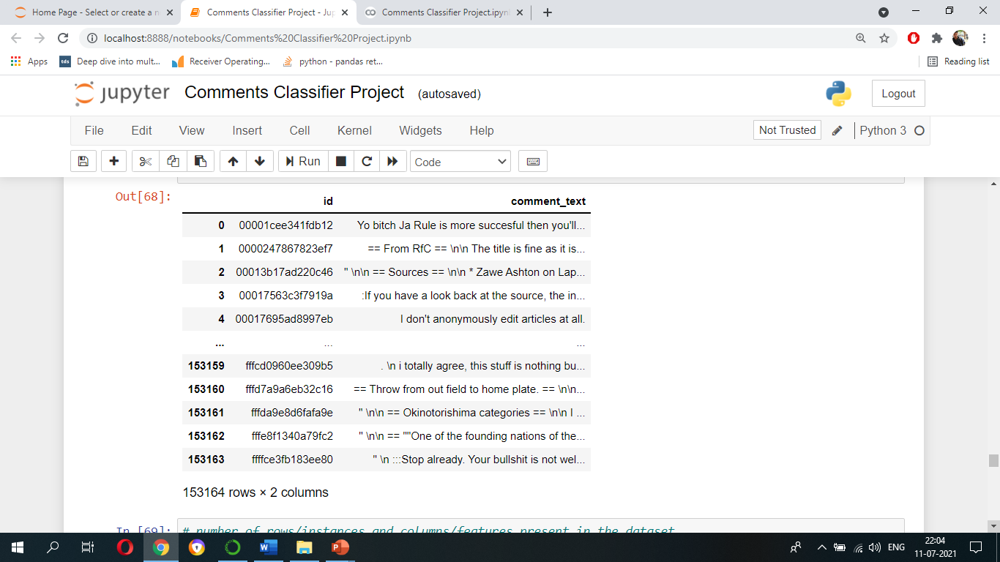 Home Page - Select or create a n
Comments Classifier Project - Jup
Comments Classifier Project.ipynl
localhost:8888/notebooks/Comments%20Classifier%20Project.ipynb
Apps
tds Deep dive into mult...
Receiver Operating...
python - pandas ret...
Reading list
jupyter Comments Classifier Project (autosaved)
Logout
File Edit View Insert Cell Kernel Widgets Help
Not Trusted
Python 3
Run
Code
Out[68]:
id comment_text
0 00001cee341fdb12 Yo bitch Ja Rule is more succesful then you'll...
1 0000247867823ef7 == From RfC == \n\n The title is fine as it is...
2 00013b17ad220c46 " \n\n == Sources == \n\n * Zawe Ashton on Lap...
3 00017563c3f7919a :If you have a look back at the source, the in...
4 00017695ad8997eb I don't anonymously edit articles at all.
... ... ...
153159 fffcd0960ee309b5 . \n i totally agree, this stuff is nothing bu...
153160 fffd7a9a6eb32c16 == Throw from out field to home plate. == \n\n...
153161 fffda9e8d6fafa9e " \n\n == Okinotorishima categories == \n\n I ...
153162 fffe8f1340a79fc2 " \n\n == ""One of the founding nations of the...
153163 ffffce3fb183ee80 " \n :::Stop already. Your bullshit is not wel...
153164 rows × 2 columns
In [69]: # number of rows/instances and columns/features present in the dataset
ENG
22:04
11-07-2021